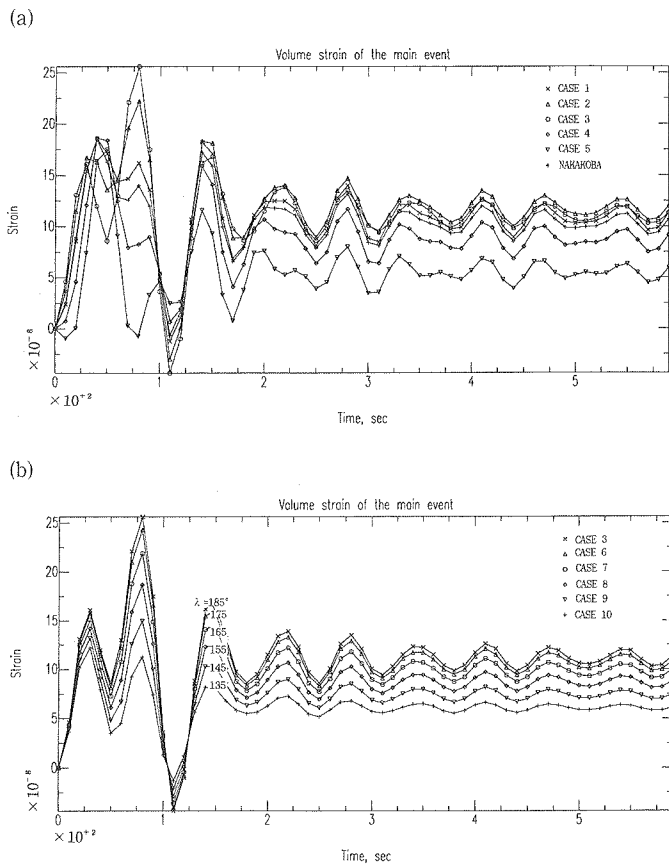 (a)
Volume strain of the main event
25
20
15
10
5
0
Strain
×10⁻⁸
× CASE 1
△ CASE 2
○ CASE 3
◇ CASE 4
▽ CASE 5
+ NAKAKOBA
0 1 2 3 4 5
×10⁺²
Time, sec
(b)
Volume strain of the main event
25
20
15
10
5
0
Strain
×10⁻⁸
× CASE 3
△ CASE 6
□ CASE 7
◇ CASE 8
▽ CASE 9
+ CASE 10
λ =185°
175
165
155
145
135
0 1 2 3 4 5
×10⁺²
Time, sec